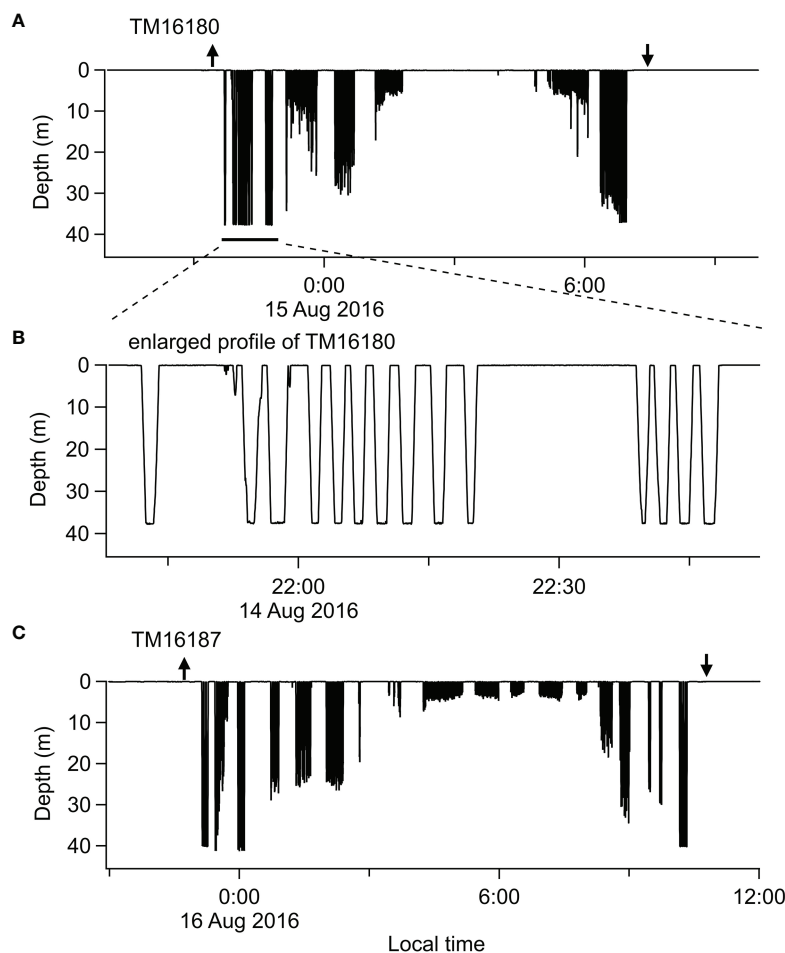 A
TM16180
0
10
20
30
40
Depth (m)
0:00
6:00
15 Aug 2016
B
enlarged profile of TM16180
0
10
20
30
40
Depth (m)
22:00
22:30
14 Aug 2016
C
TM16187
0
10
20
30
40
Depth (m)
0:00
6:00
12:00
16 Aug 2016
Local time